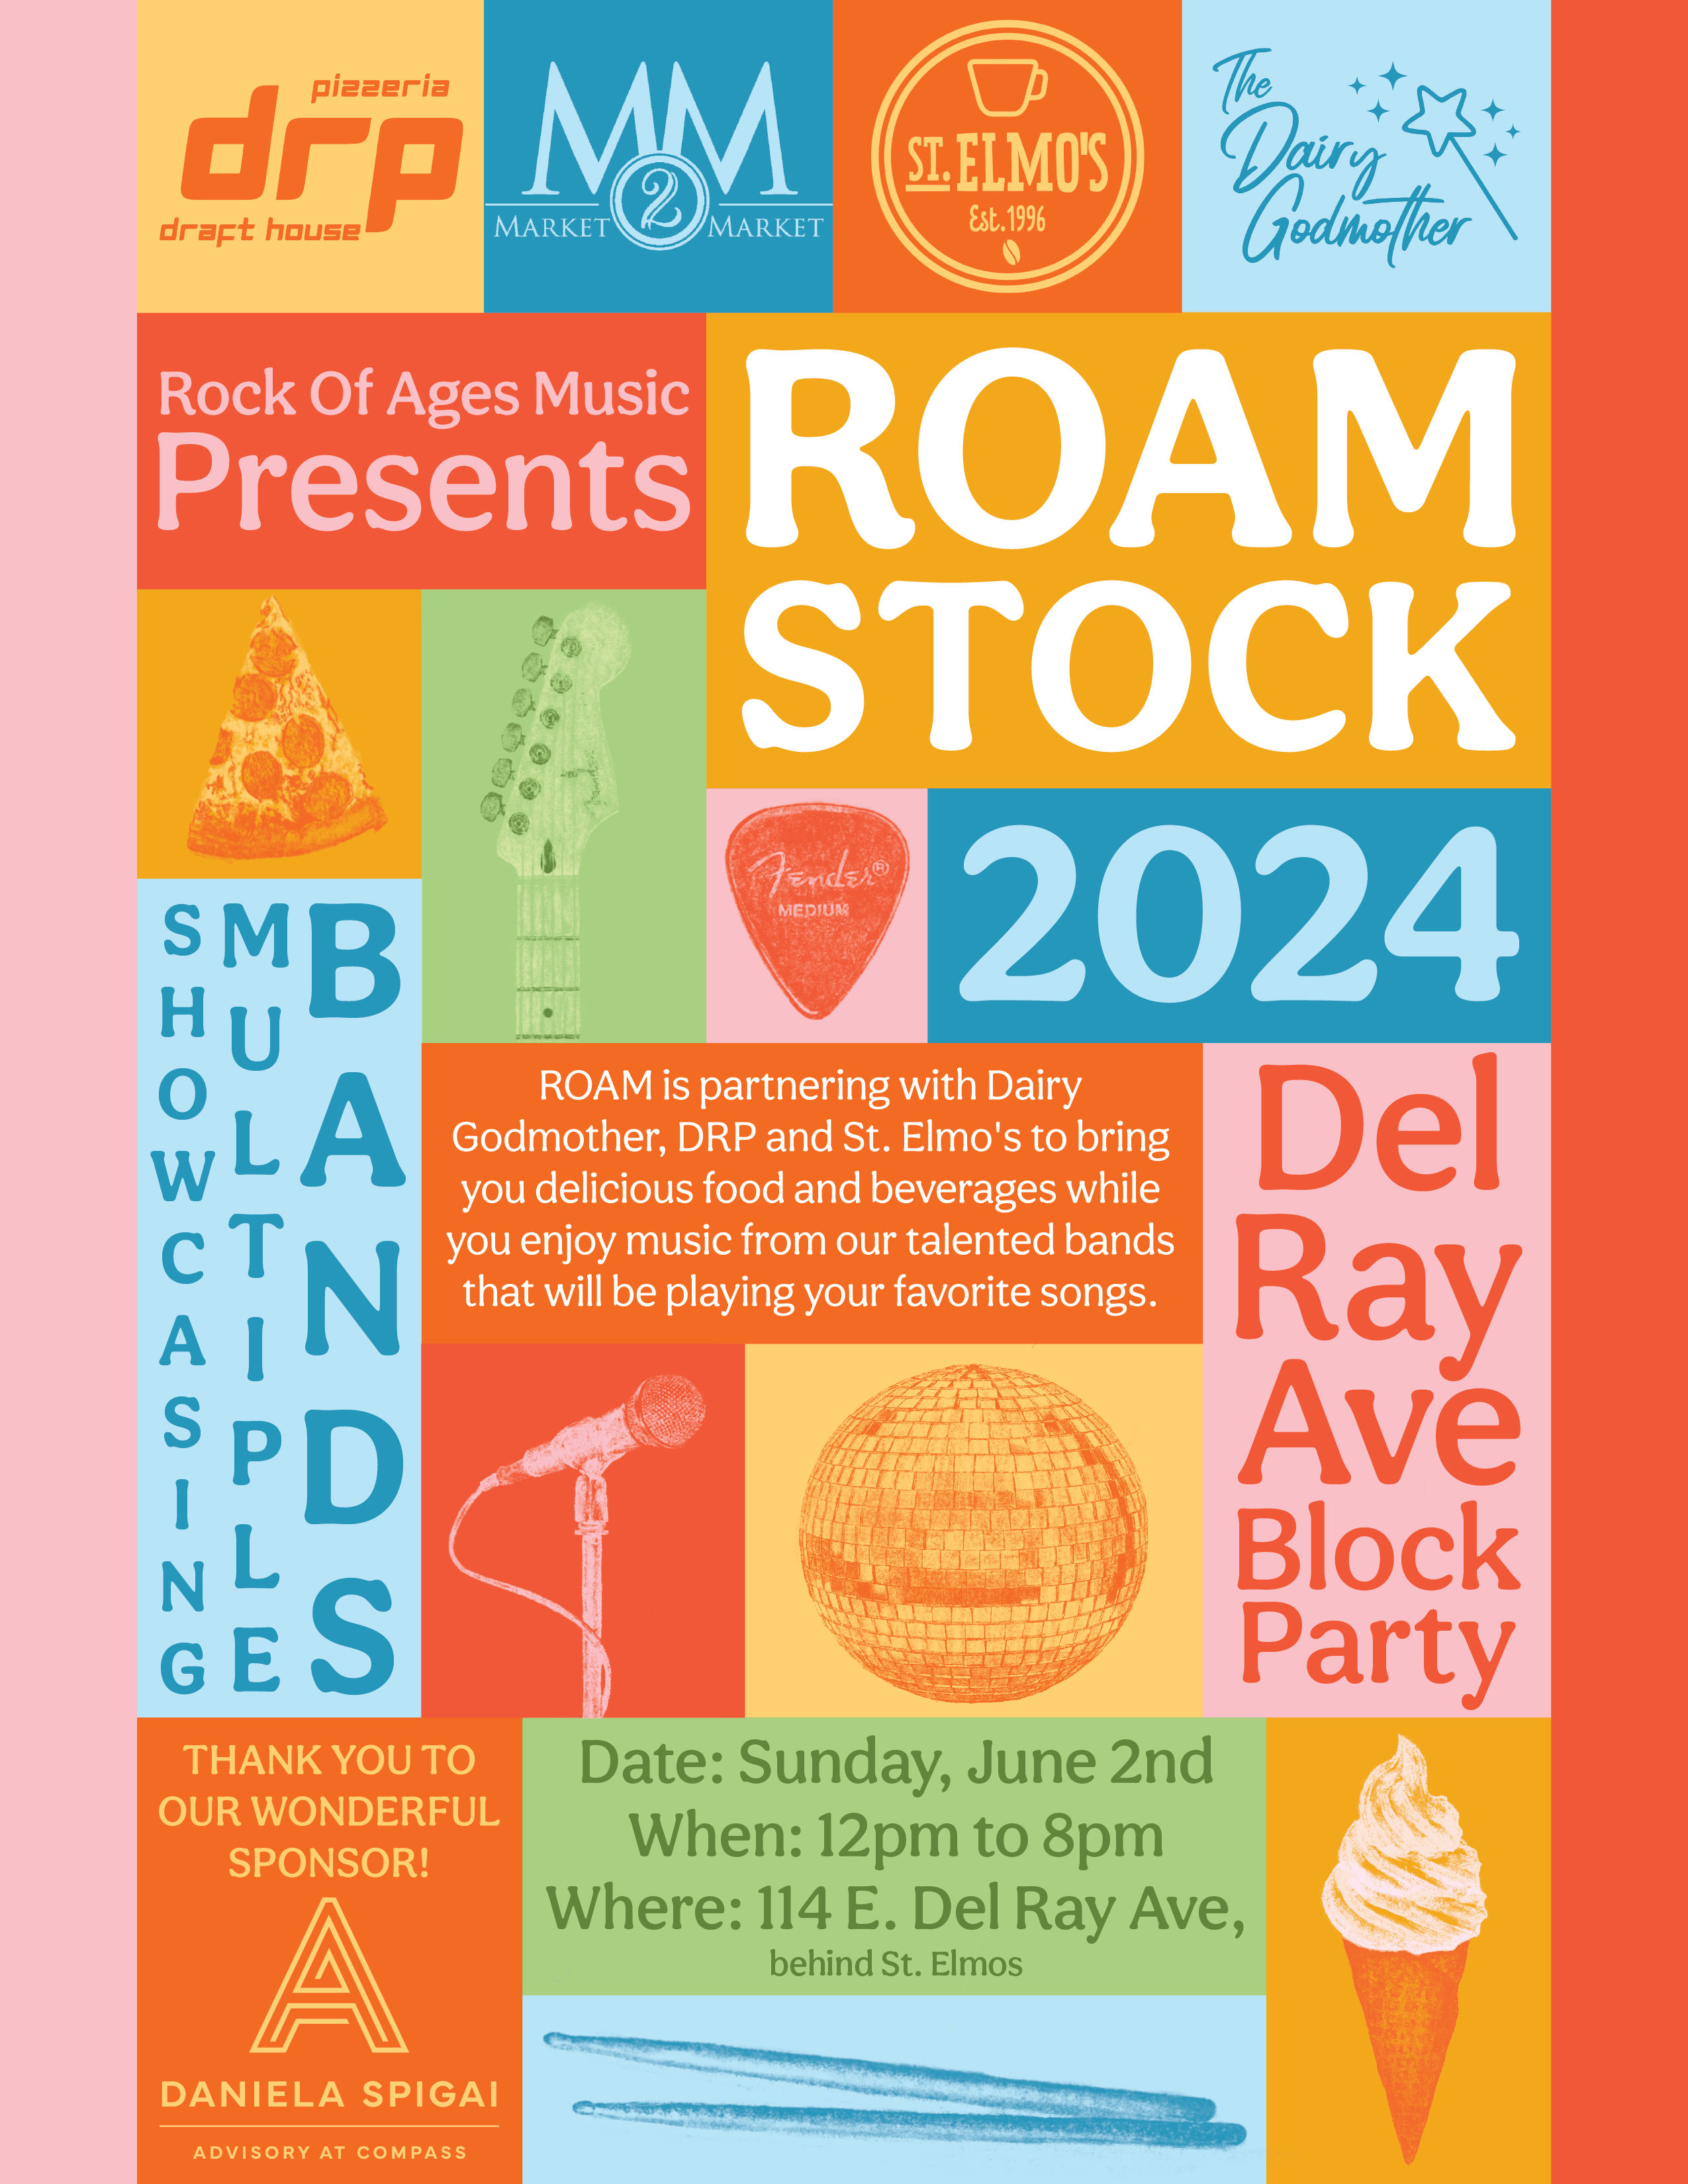 pizzeria
drp
draft house
M2M
MARKET MARKET
ST. ELMO'S
Est. 1996
The
Dairy
Godmother
Rock Of Ages Music
Presents
ROAM
STOCK
2024
Fender®
MEDIUM
Fender
SHOWCASING
MULTIPLE
BANDS
ROAM is partnering with Dairy
Godmother, DRP and St. Elmo's to bring
you delicious food and beverages while
you enjoy music from our talented bands
that will be playing your favorite songs.
Del
Ray
Ave
Block
Party
THANK YOU TO
OUR WONDERFUL
SPONSOR!
A
DANIELA SPIGAI
ADVISORY AT COMPASS
Date: Sunday, June 2nd
When: 12pm to 8pm
Where: 114 E. Del Ray Ave,
behind St. Elmos